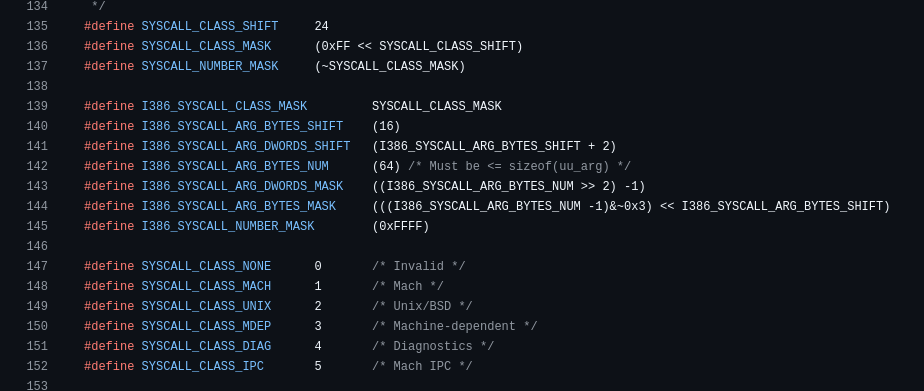 134 */
135 #define SYSCALL_CLASS_SHIFT 24
136 #define SYSCALL_CLASS_MASK (0xFF << SYSCALL_CLASS_SHIFT)
137 #define SYSCALL_NUMBER_MASK (~SYSCALL_CLASS_MASK)
138
139 #define I386_SYSCALL_CLASS_MASK SYSCALL_CLASS_MASK
140 #define I386_SYSCALL_ARG_BYTES_SHIFT (16)
141 #define I386_SYSCALL_ARG_DWORDS_SHIFT (I386_SYSCALL_ARG_BYTES_SHIFT + 2)
142 #define I386_SYSCALL_ARG_BYTES_NUM (64) /* Must be <= sizeof(uu_arg) */
143 #define I386_SYSCALL_ARG_DWORDS_MASK ((I386_SYSCALL_ARG_BYTES_NUM >> 2) -1)
144 #define I386_SYSCALL_ARG_BYTES_MASK (((I386_SYSCALL_ARG_BYTES_NUM -1)&~0x3) << I386_SYSCALL_ARG_BYTES_SHIFT)
145 #define I386_SYSCALL_NUMBER_MASK (0xFFFF)
146
147 #define SYSCALL_CLASS_NONE 0 /* Invalid */
148 #define SYSCALL_CLASS_MACH 1 /* Mach */
149 #define SYSCALL_CLASS_UNIX 2 /* Unix/BSD */
150 #define SYSCALL_CLASS_MDEP 3 /* Machine-dependent */
151 #define SYSCALL_CLASS_DIAG 4 /* Diagnostics */
152 #define SYSCALL_CLASS_IPC 5 /* Mach IPC */
153